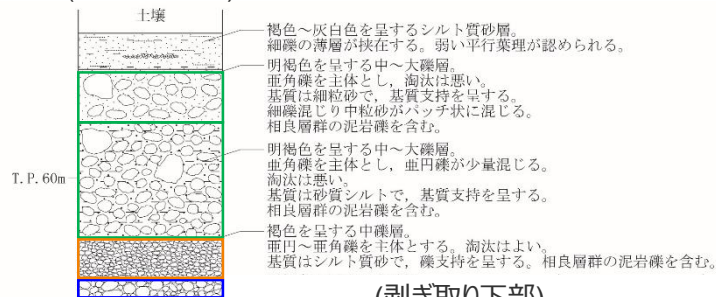 土壌
褐色～灰白色を呈するシルト質砂層。
細礫の薄層が挟在する。弱い平行葉理が認められる。
明褐色を呈する中～大礫層。
亜角礫を主体とし，淘汰は悪い。
基質は細粒砂で，基質支持を呈する。
細礫混じり中粒砂がパッチ状に混じる。
相良層群の泥岩礫を含む。
明褐色を呈する中～大礫層。
亜角礫を主体とし，亜円礫が少量混じる。
淘汰は悪い。
T.P. 60m
基質は砂質シルトで，基質支持を呈する。
相良層群の泥岩礫を含む。
褐色を呈する中礫層。
亜円～亜角礫を主体とする。淘汰はよい。
基質はシルト質砂で，礫支持を呈する。相良層群の泥岩礫を含む。
(剥ぎ取り下部)